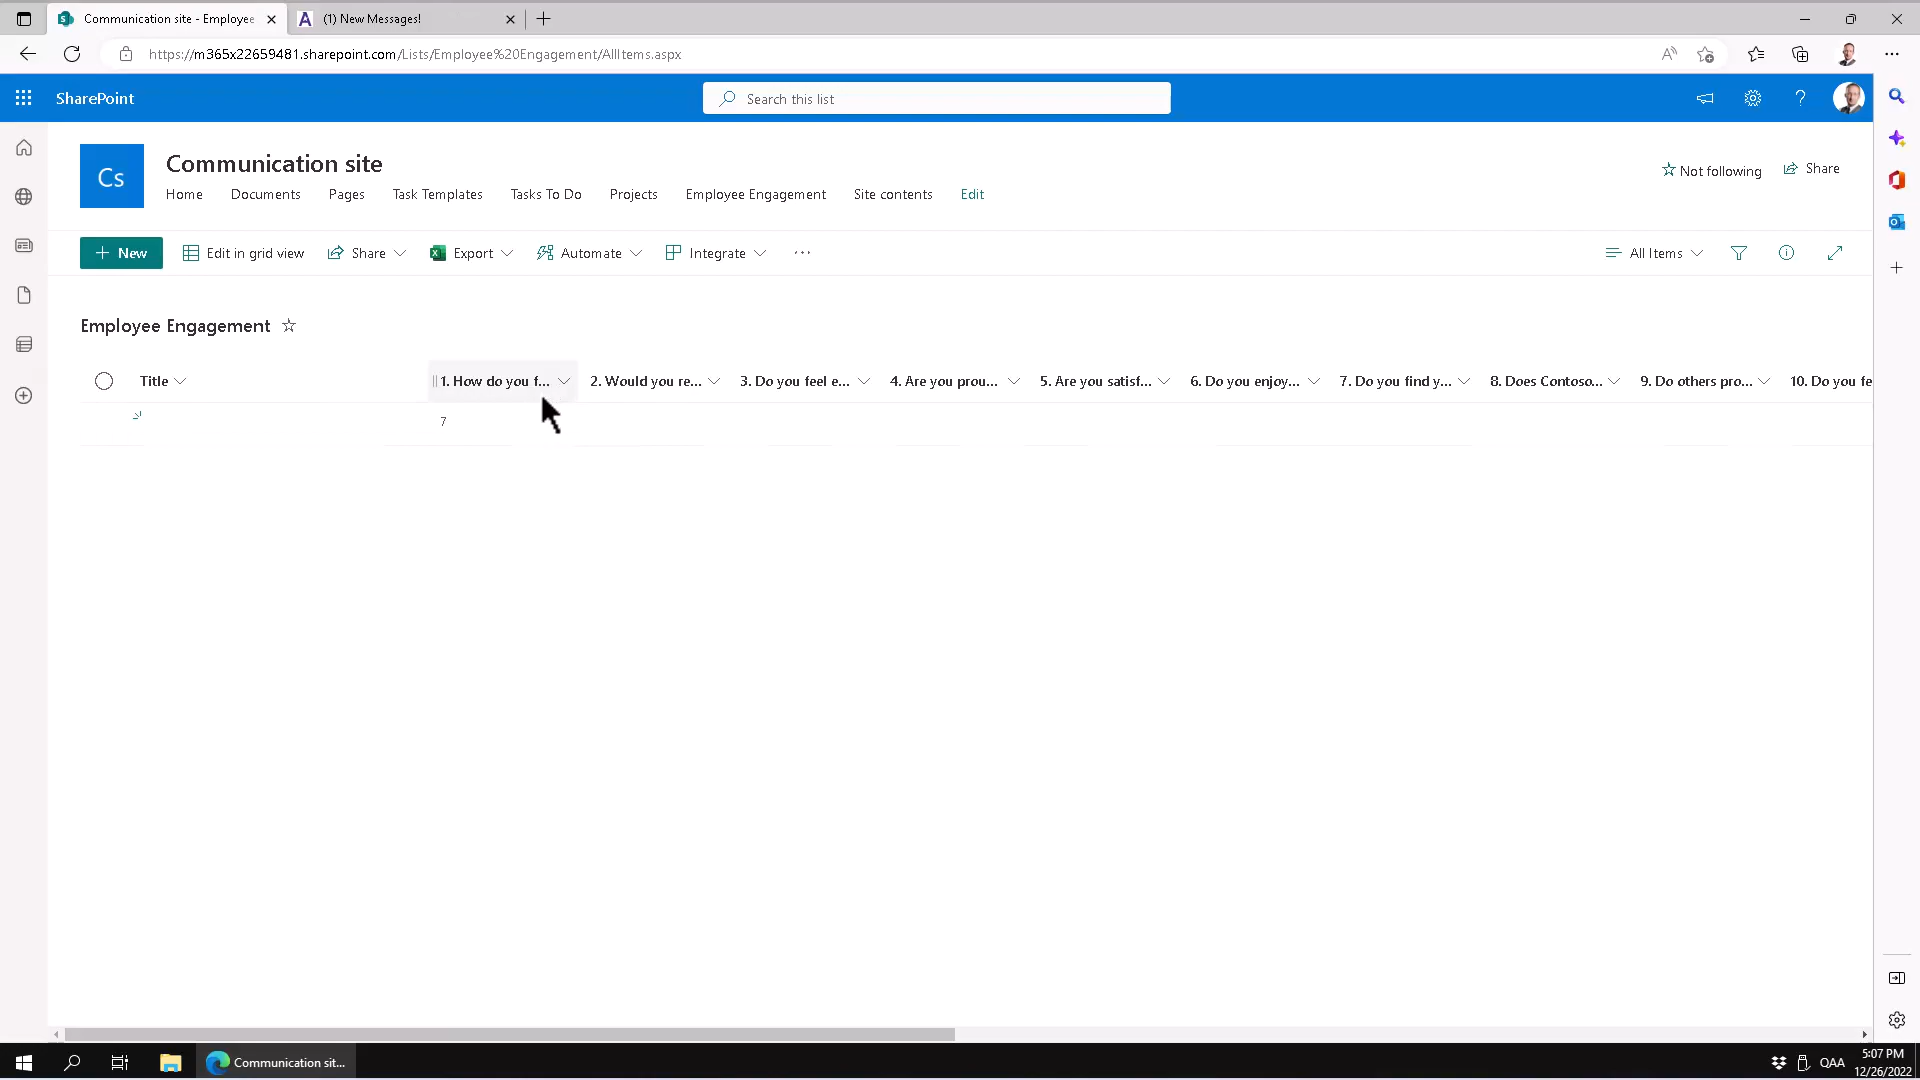 Communication site - Employee
(1) New Messages!
https://m365x22659481.sharepoint.com/Lists/Employee%20Engagement/AllItems.aspx
SharePoint
Search this list
Cs
Communication site
Not following
Share
Home
Documents
Pages
Task Templates
Tasks To Do
Projects
Employee Engagement
Site contents
Edit
New
Edit in grid view
Share
Export
Automate
Integrate
All Items
Employee Engagement
Title
1. How do you f...
2. Would you re...
3. Do you feel e...
4. Are you prou...
5. Are you satisf...
6. Do you enjoy...
7. Do you find y...
8. Does Contoso...
9. Do others pro...
10. Do you fe
7
Communication sit...
QAA
5:07 PM
12/26/2022